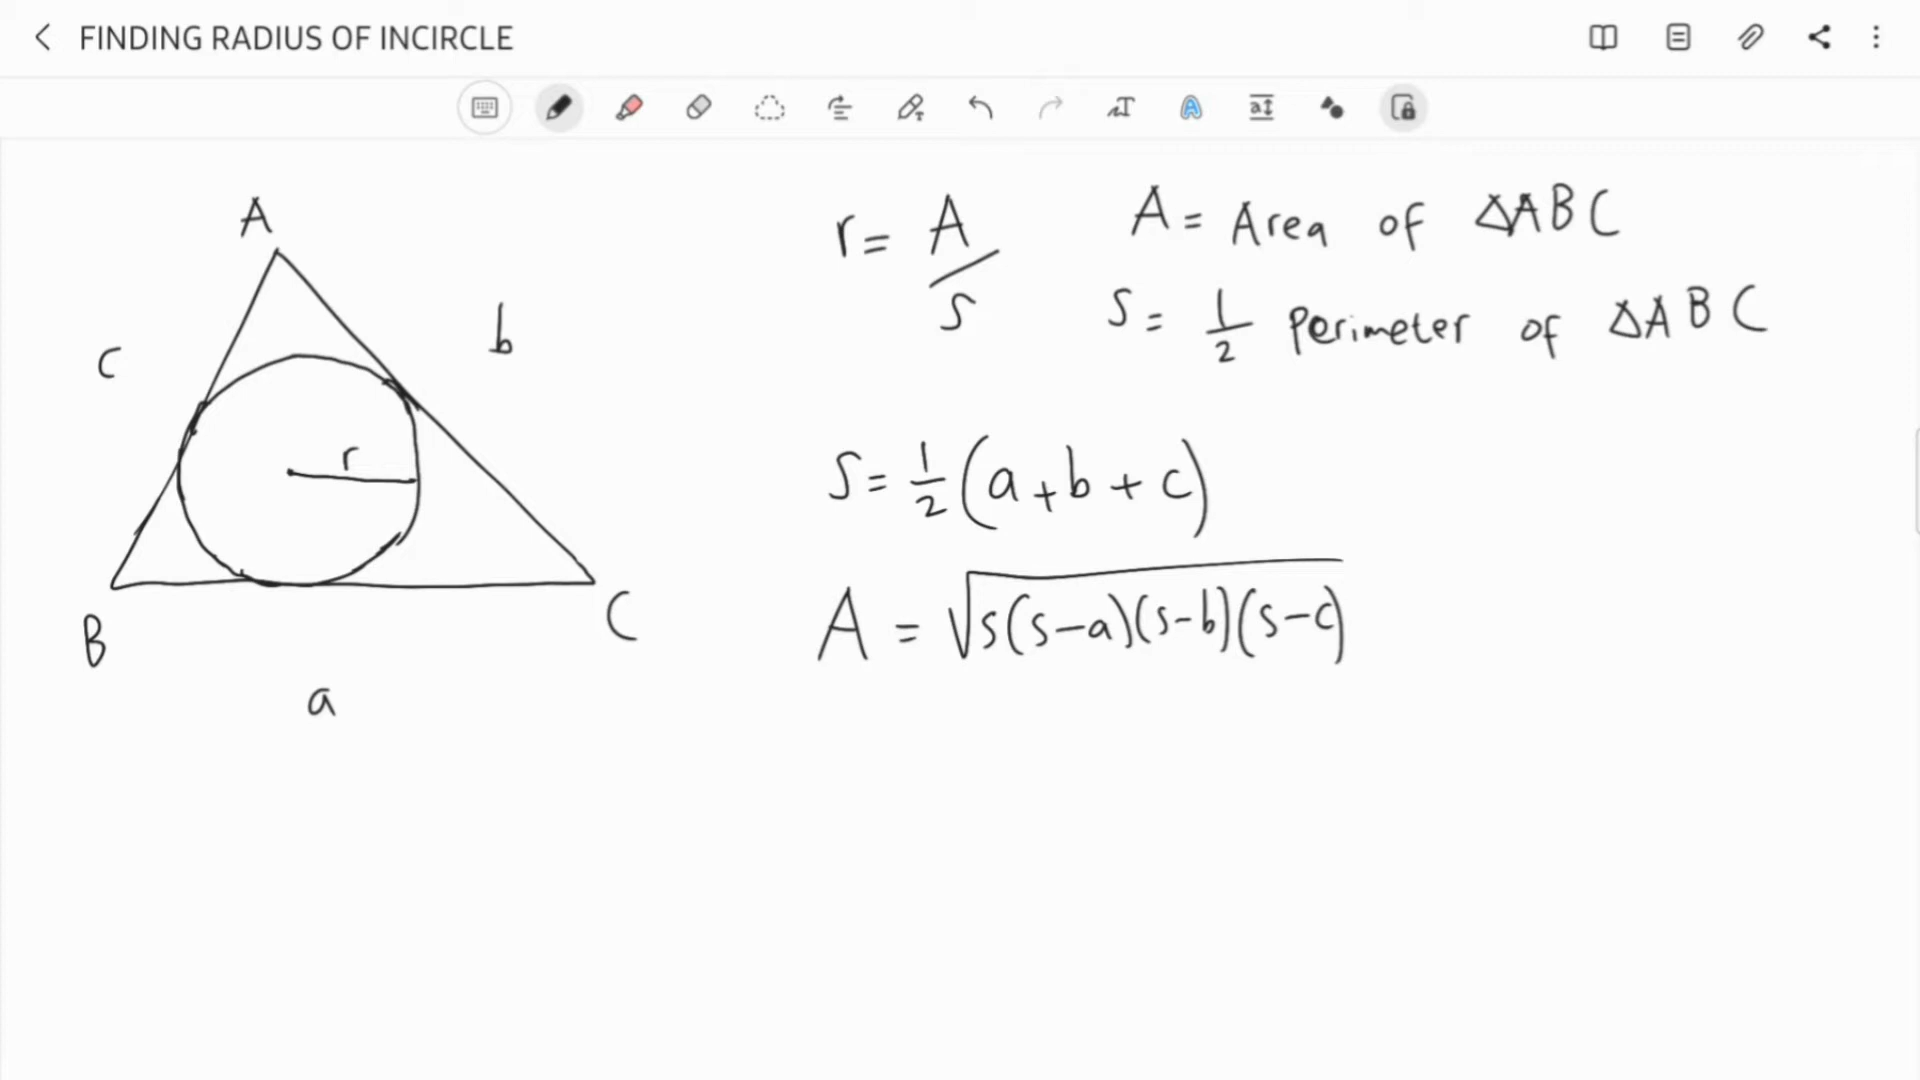 FINDING RADIUS OF INCIRCLE
A
c
b
r
B
C
a
r = A/s
A = Area of ΔABC
s = 1/2 Perimeter of ΔABC
S = 1/2 (a + b + c)
A = √s(s-a)(s-b)(s-c)